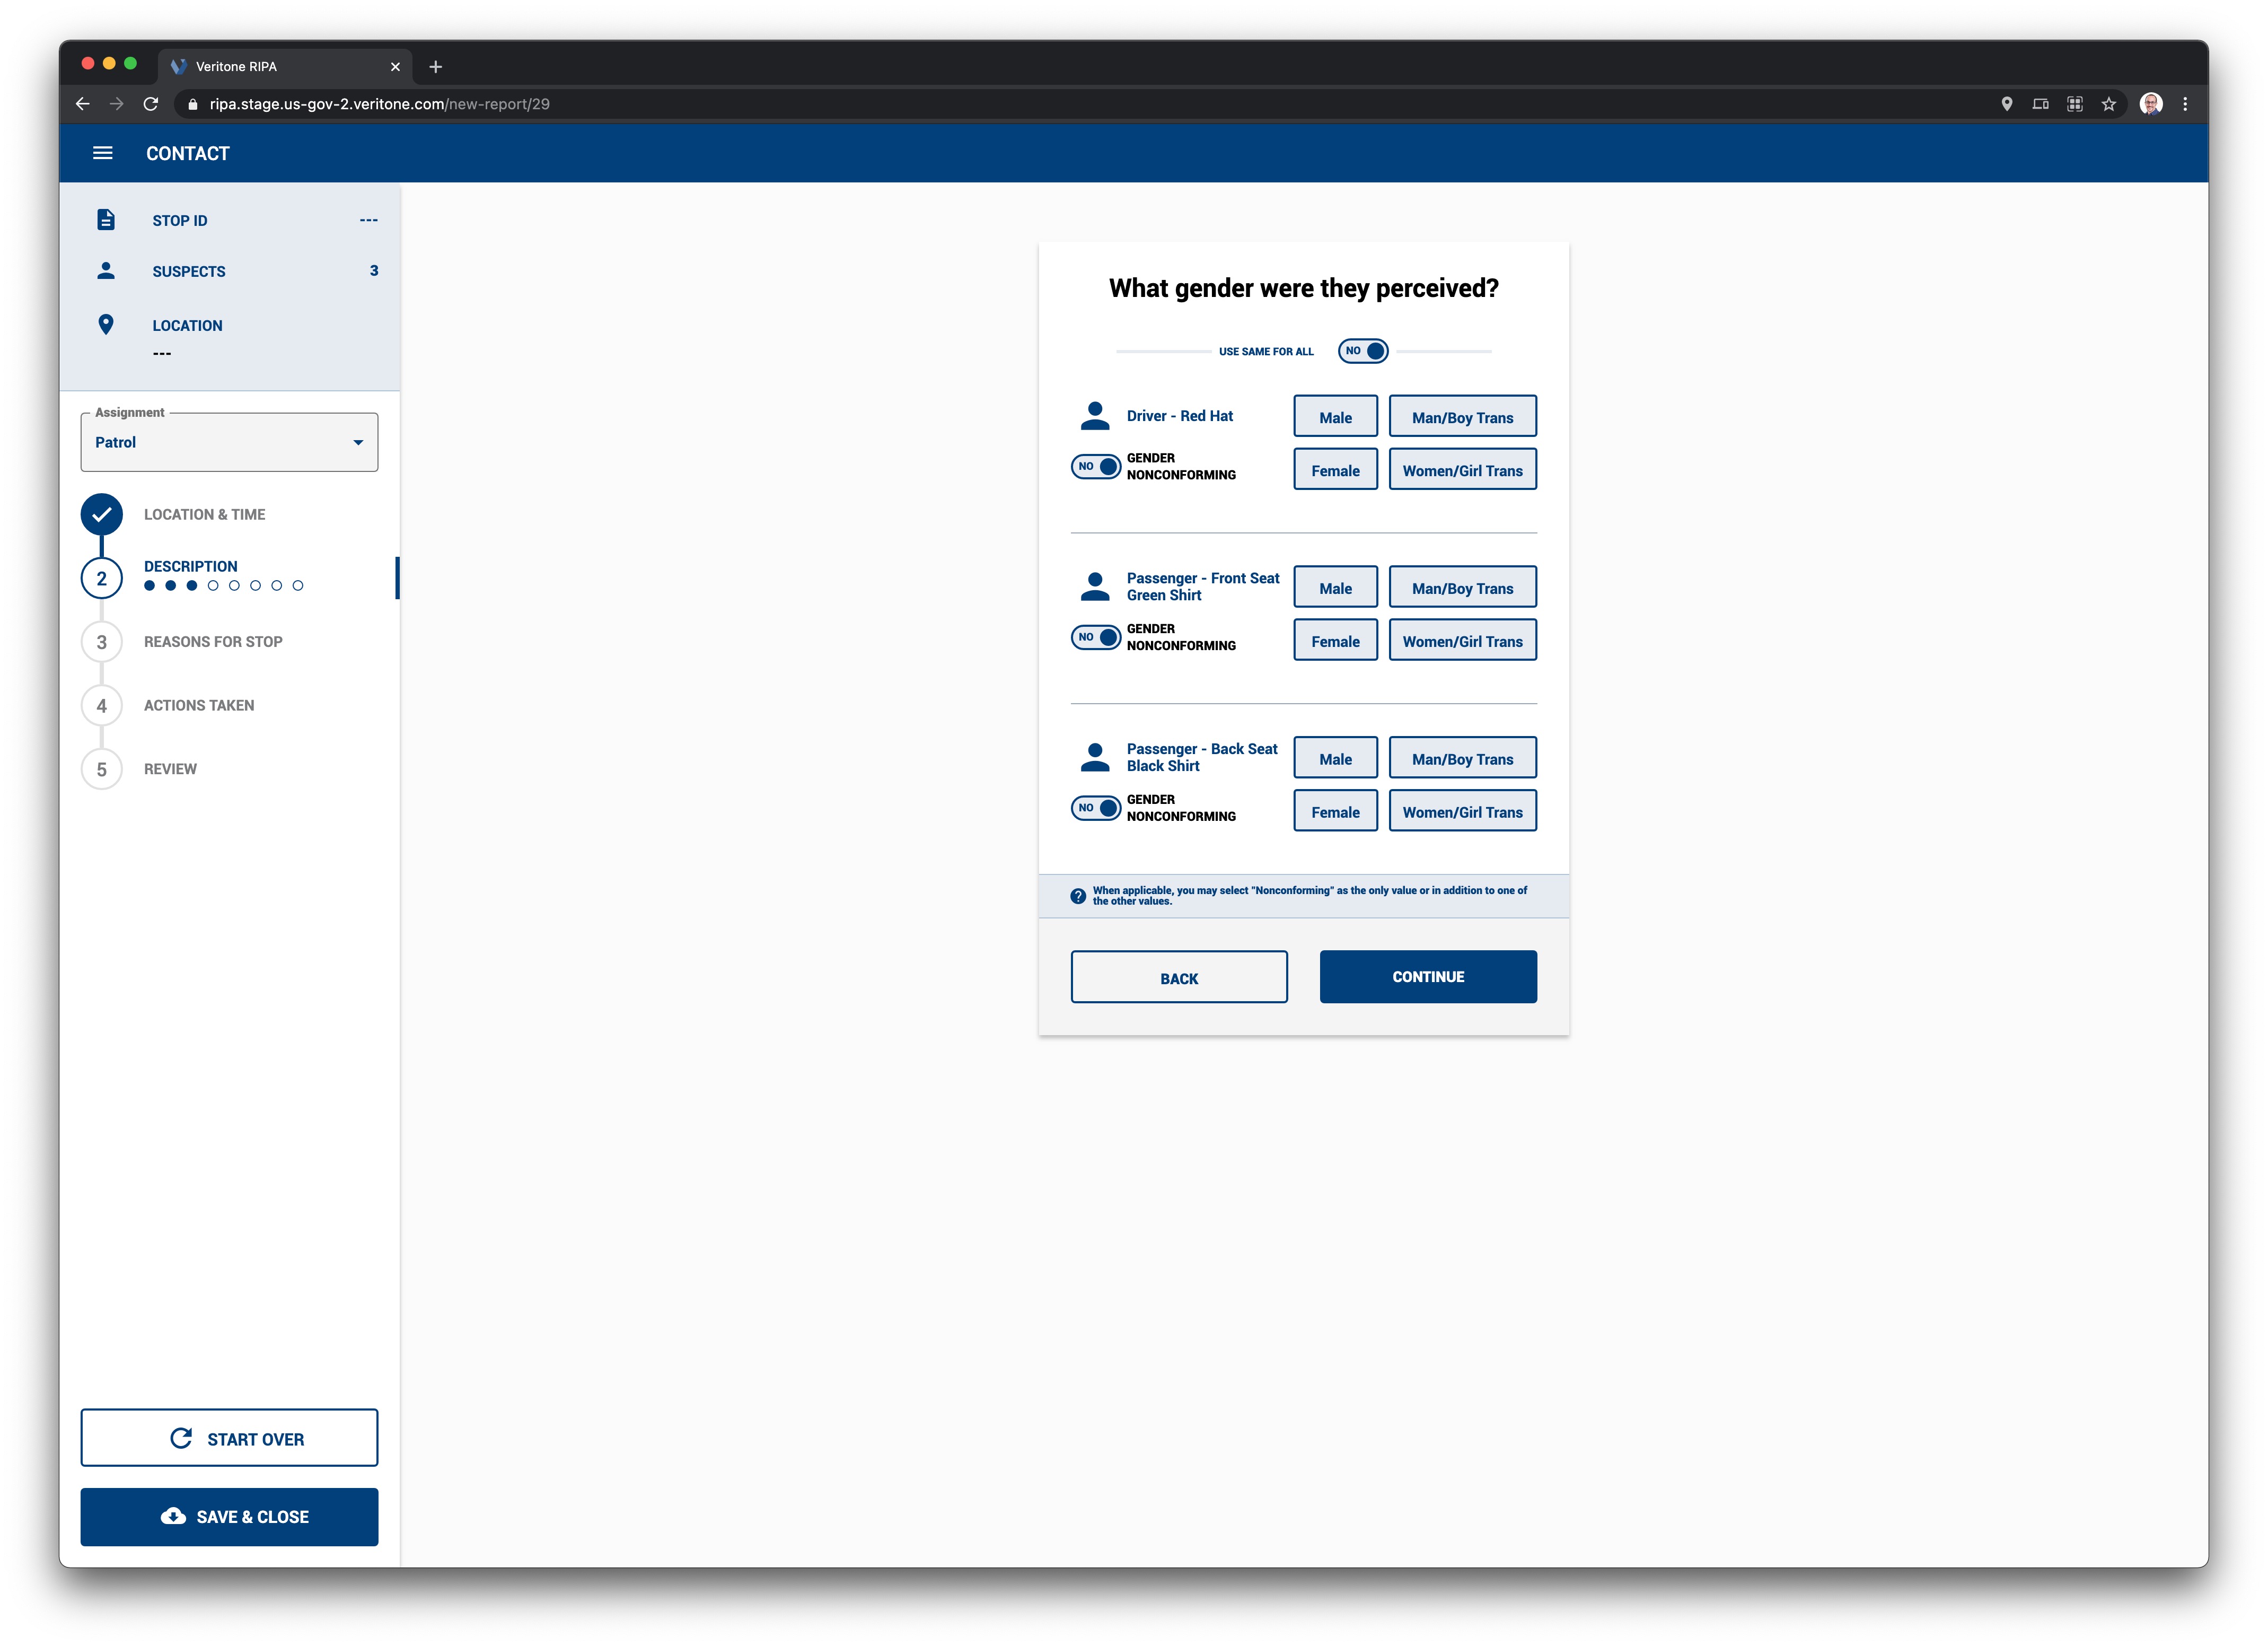 Veritone RIPA
ripa.stage.us-gov-2.veritone.com/new-report/29
CONTACT
STOP ID ---
SUSPECTS 3
LOCATION
---
Assignment
Patrol
LOCATION & TIME
2 DESCRIPTION
3 REASONS FOR STOP
4 ACTIONS TAKEN
5 REVIEW
START OVER
SAVE & CLOSE
What gender were they perceived?
USE SAME FOR ALL NO
Driver - Red Hat Male Man/Boy Trans
NO GENDER
NONCONFORMING Female Women/Girl Trans
Passenger - Front Seat
Green Shirt Male Man/Boy Trans
NO GENDER
NONCONFORMING Female Women/Girl Trans
Passenger - Back Seat
Black Shirt Male Man/Boy Trans
NO GENDER
NONCONFORMING Female Women/Girl Trans
? When applicable, you may select "Nonconforming" as the only value or in addition to one of
the other values.
BACK CONTINUE